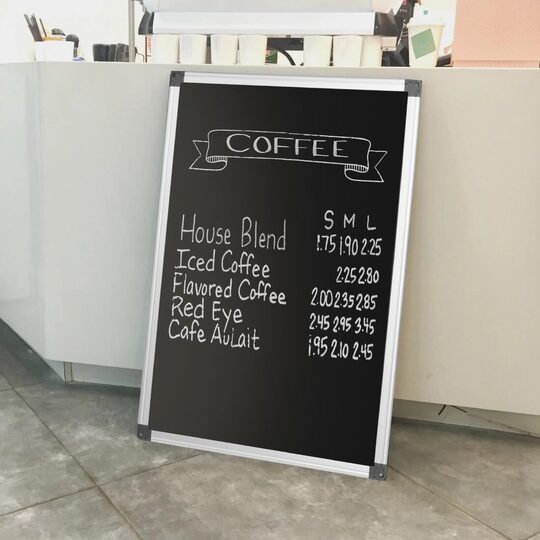 COFFEE
S M L
House Blend 1.75 1.90 2.25
Iced Coffee 2.25 2.80
Flavored Coffee 2.00 2.35 2.85
Red Eye 2.45 2.95 3.45
Cafe AuLait 1.95 2.10 2.45